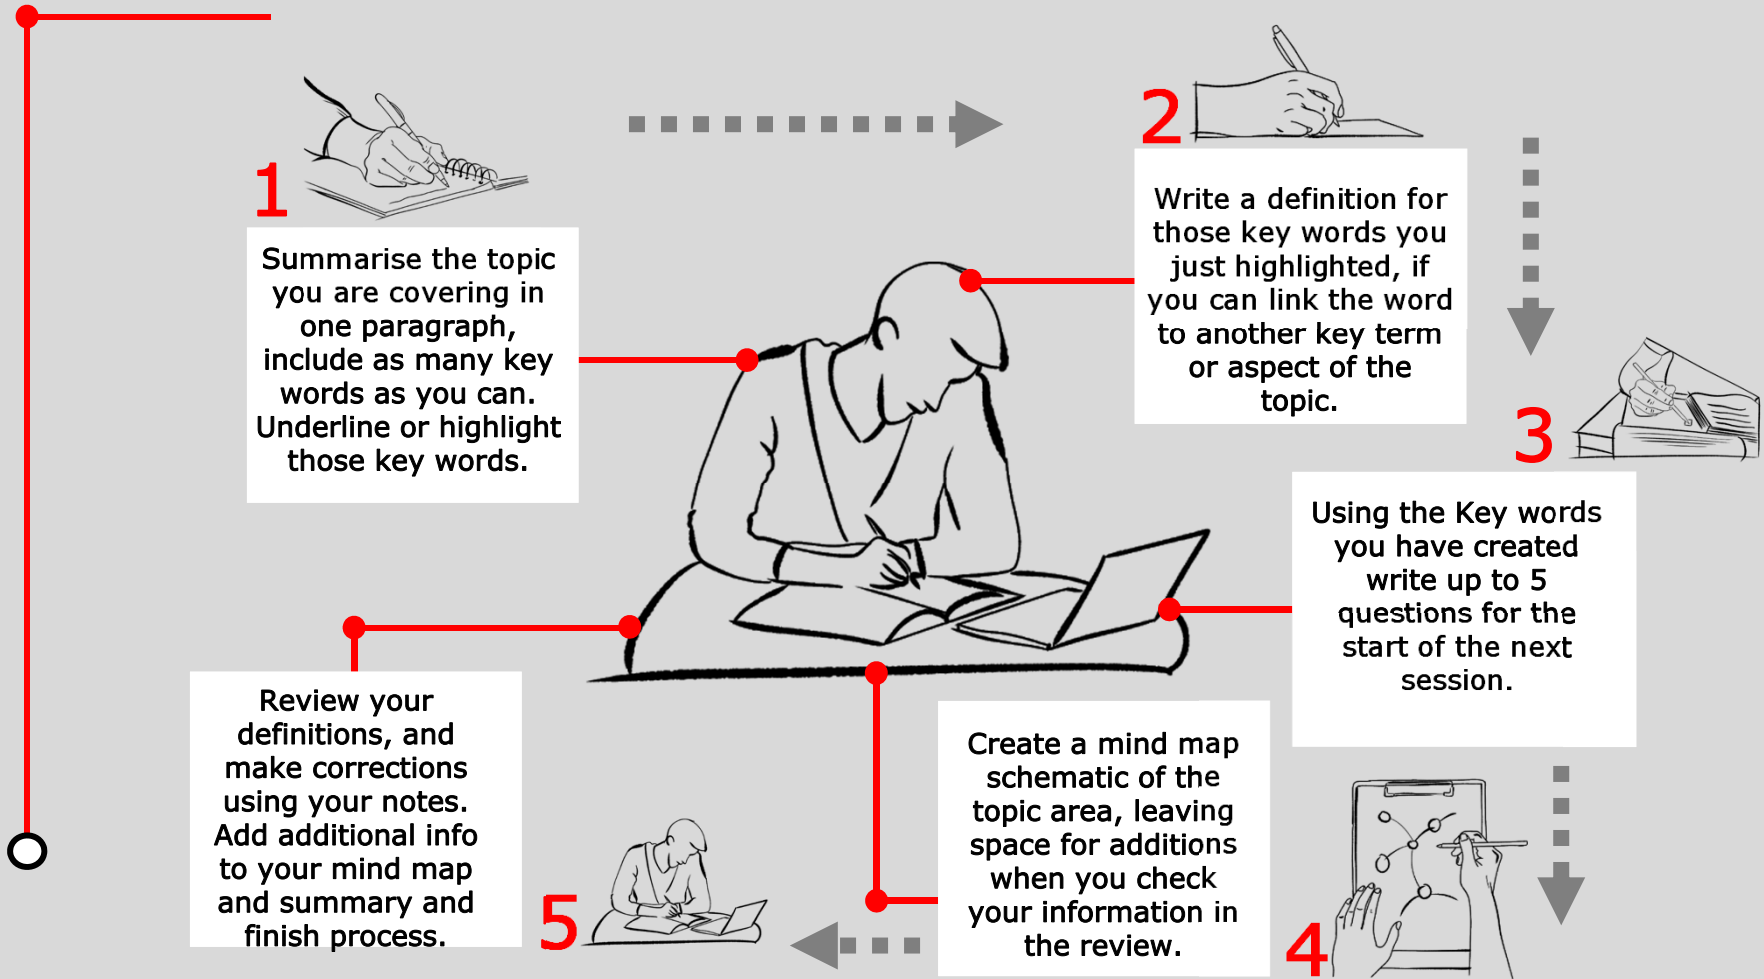 1
Summarise the topic
you are covering in
one paragraph,
include as many key
words as you can.
Underline or highlight
those key words.
2
Write a definition for
those key words you
just highlighted, if
you can link the word
to another key term
or aspect of the
topic.
3
Using the Key words
you have created
write up to 5
questions for the
start of the next
session.
4
Create a mind map
schematic of the
topic area, leaving
space for additions
when you check
your information in
the review.
5
Review your
definitions, and
make corrections
using your notes.
Add additional info
to your mind map
and summary and
finish process.